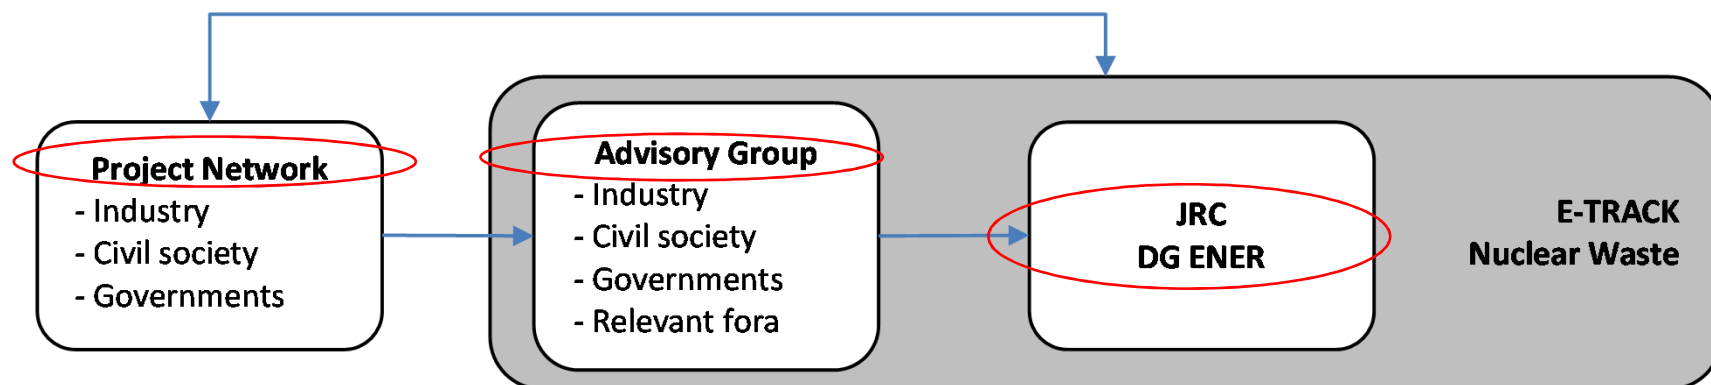 Project Network
- Industry
- Civil society
- Governments
Advisory Group
- Industry
- Civil society
- Governments
- Relevant fora
JRC
DG ENER
E-TRACK
Nuclear Waste